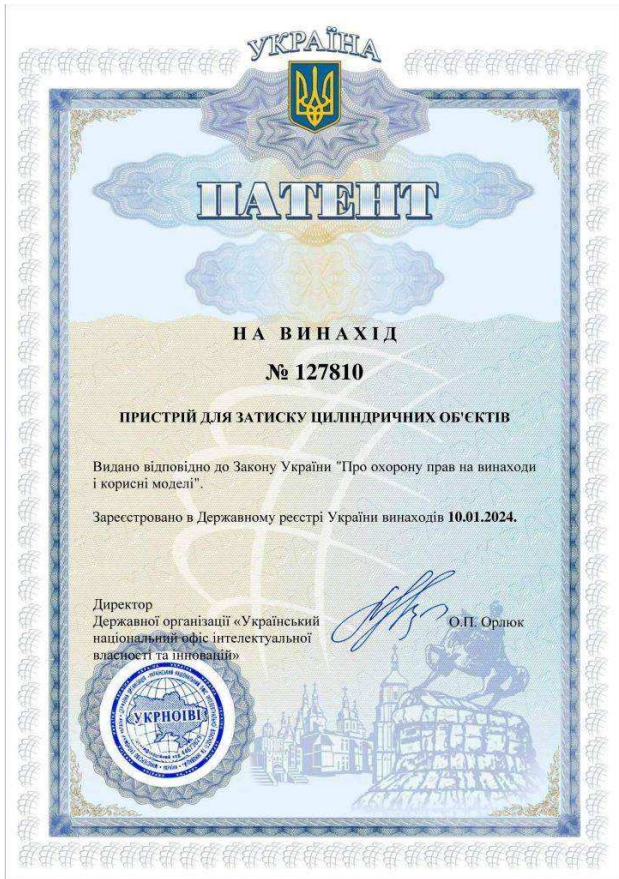 УКРАЇНА
ПАТЕНТ
НА ВИНАХІД
№ 127810
ПРИСТРІЙ ДЛЯ ЗАТИСКУ ЦИЛІНДРИЧНИХ ОБ'ЄКТІВ
Видано відповідно до Закону України "Про охорону прав на винаходи
і корисні моделі".
Зареєстровано в Державному реєстрі України винаходів 10.01.2024.
Директор
Державної організації «Український
національний офіс інтелектуальної
власності та інновацій»
О.П. Орлюк
УКРНОІВІ